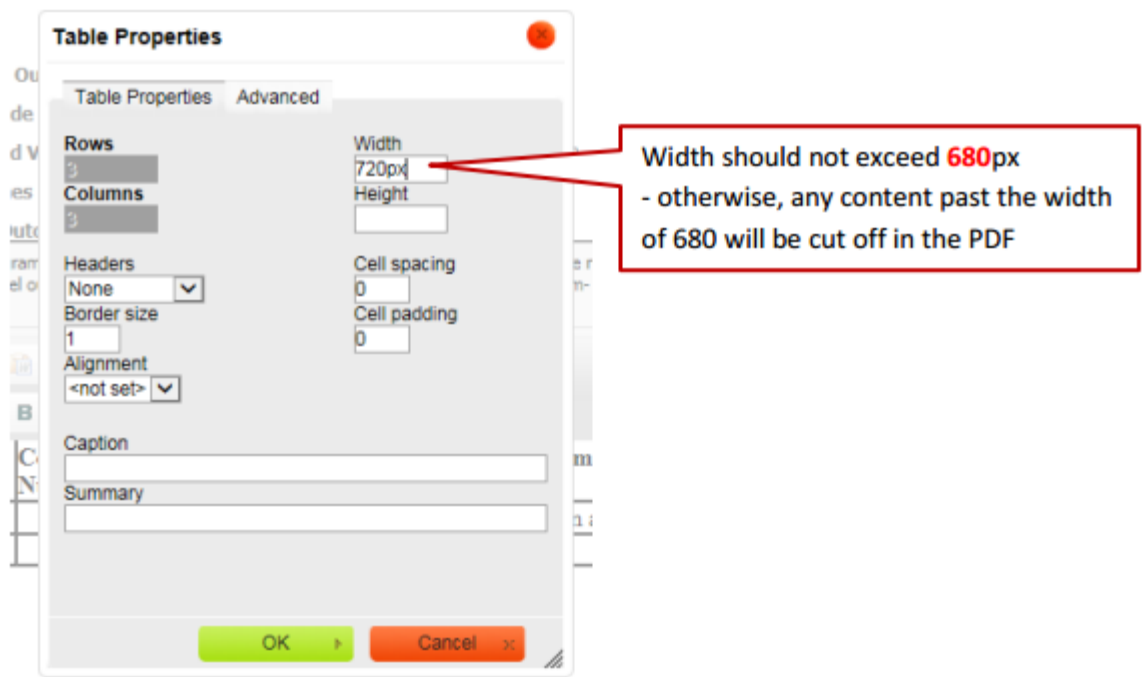 Table Properties
Table Properties Advanced
Rows Width
3 720px
Columns Height
3
Headers Cell spacing
None 0
Border size Cell padding
1 0
Alignment
<not set>
B
Caption
Summary
OK Cancel
Width should not exceed 680px
- otherwise, any content past the width
of 680 will be cut off in the PDF